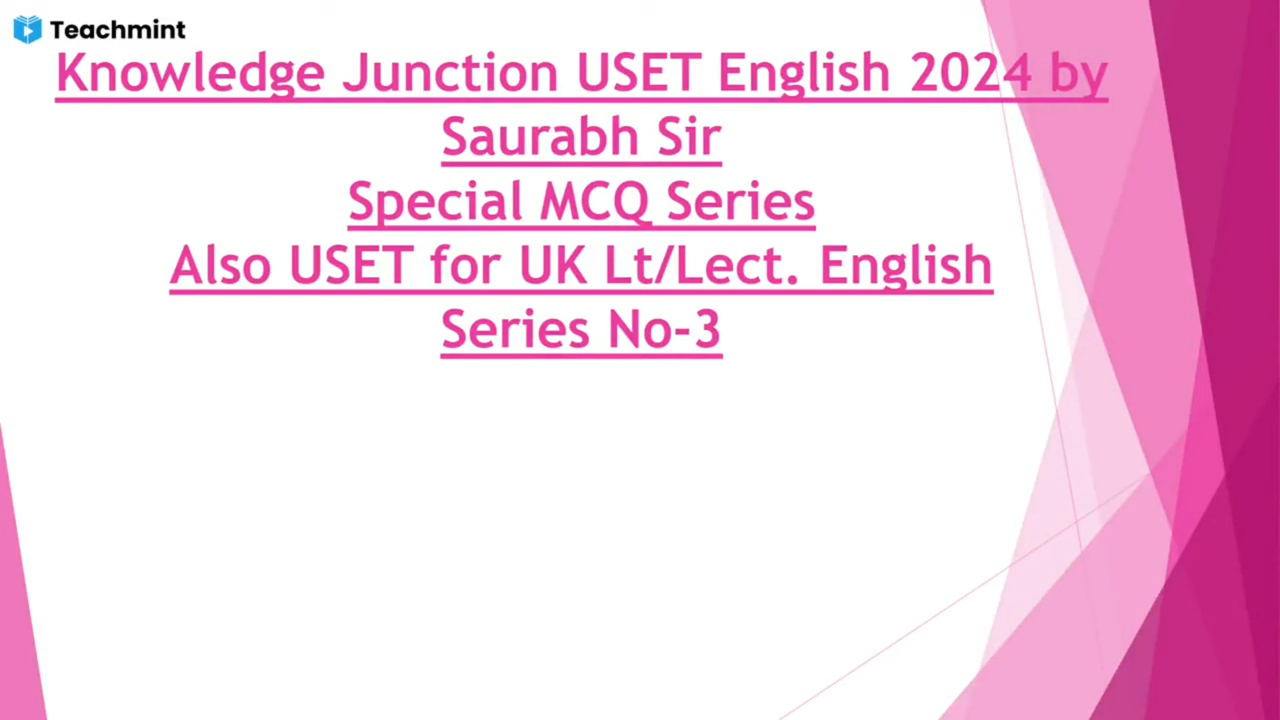 Teachmint
Knowledge Junction USET English 2024 by
Saurabh Sir
Special MCQ Series
Also USET for UK Lt/Lect. English
Series No-3